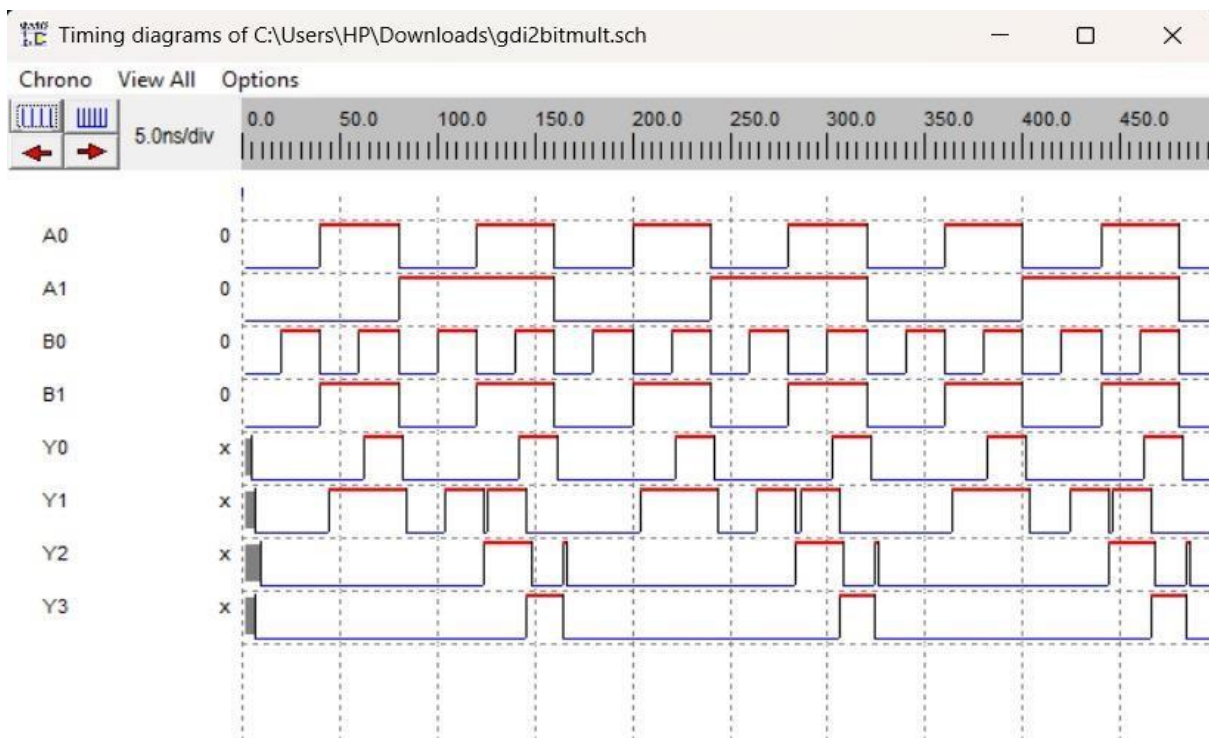 Timing diagrams of C:\Users\HP\Downloads\gdi2bitmult.sch
Chrono View All Options
5.0ns/div 0.0 50.0 100.0 150.0 200.0 250.0 300.0 350.0 400.0 450.0
A0 0
A1 0
B0 0
B1 0
Y0 x
Y1 x
Y2 x
Y3 x